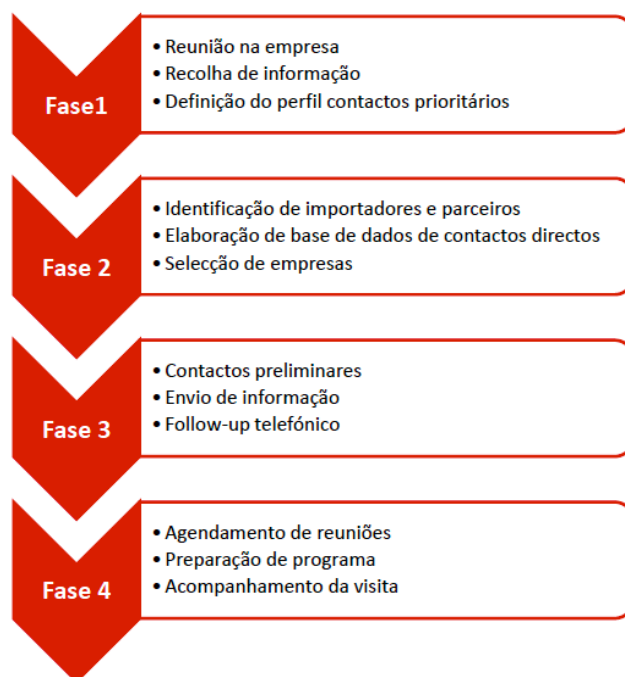 Fase1
• Reunião na empresa
• Recolha de informação
• Definição do perfil contactos prioritários
Fase 2
• Identificação de importadores e parceiros
• Elaboração de base de dados de contactos directos
• Selecção de empresas
Fase 3
• Contactos preliminares
• Envio de informação
• Follow-up telefónico
Fase 4
• Agendamento de reuniões
• Preparação de programa
• Acompanhamento da visita